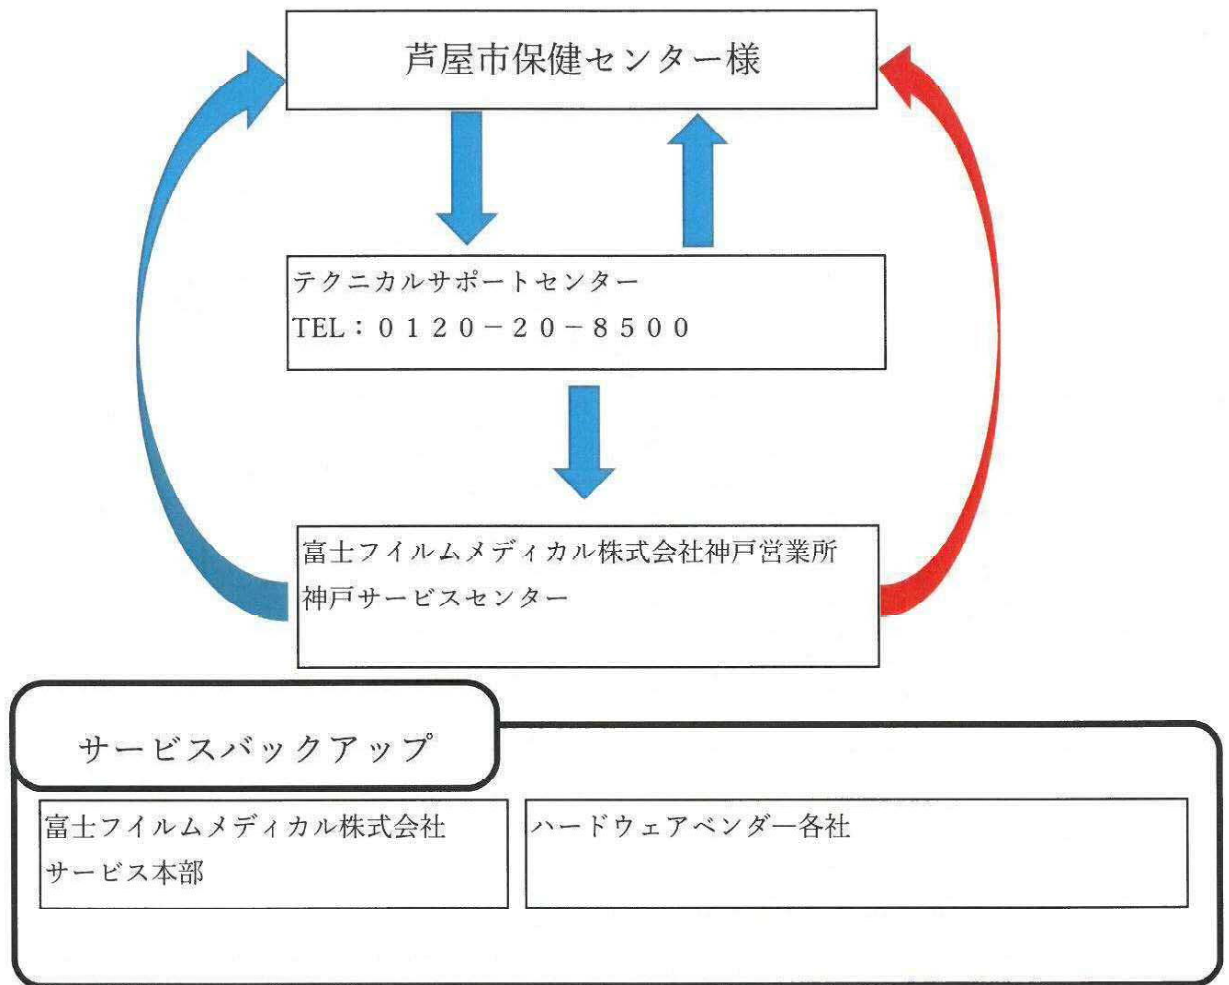 芦屋市保健センター様
テクニカルサポートセンター
TEL：０１２０－２０－８５００
富士フイルムメディカル株式会社神戸営業所
神戸サービスセンター
サービスバックアップ
富士フイルムメディカル株式会社
サービス本部
ハードウェアベンダー各社